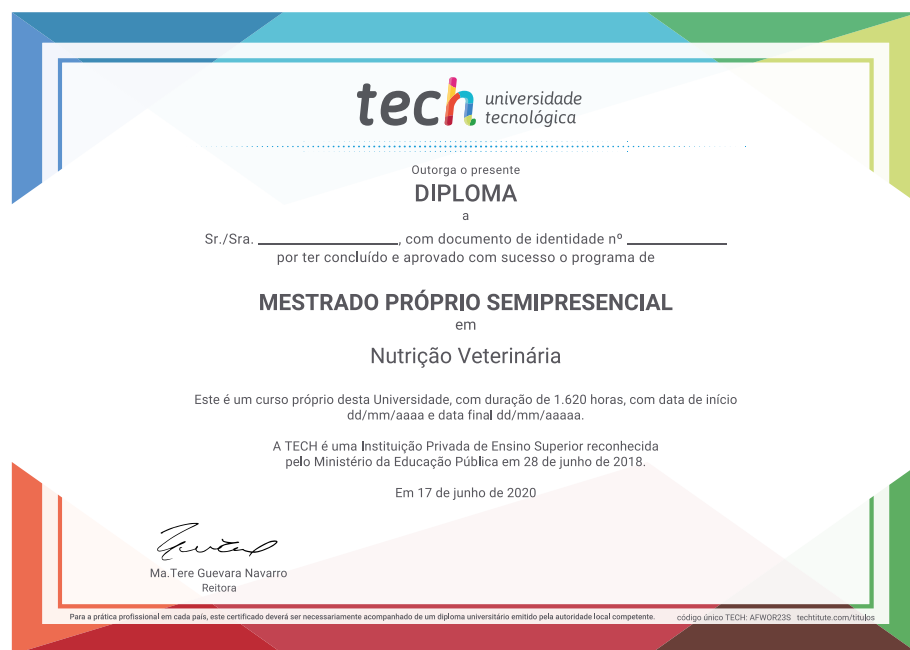 tech universidade
tecnológica
Outorga o presente
DIPLOMA
a
Sr./Sra. ________________, com documento de identidade nº ____________
por ter concluído e aprovado com sucesso o programa de
MESTRADO PRÓPRIO SEMIPRESENCIAL
em
Nutrição Veterinária
Este é um curso próprio desta Universidade, com duração de 1.620 horas, com data de início
dd/mm/aaaa e data final dd/mm/aaaaa.
A TECH é uma Instituição Privada de Ensino Superior reconhecida
pelo Ministério da Educação Pública em 28 de junho de 2018.
Em 17 de junho de 2020
Ma.Tere Guevara Navarro
Reitora
Para a prática profissional em cada país, este certificado deverá ser necessariamente acompanhado de um diploma universitário emitido pela autoridade local competente. código único TECH: AFWOR23S techtitute.com/titulos